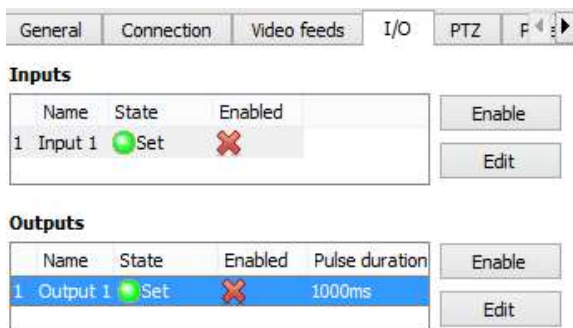 General Connection Video feeds I/O PTZ
Inputs
Name State Enabled
1 Input 1 Set
Enable
Edit
Outputs
Name State Enabled Pulse duration
1 Output 1 Set 1000ms
Enable
Edit